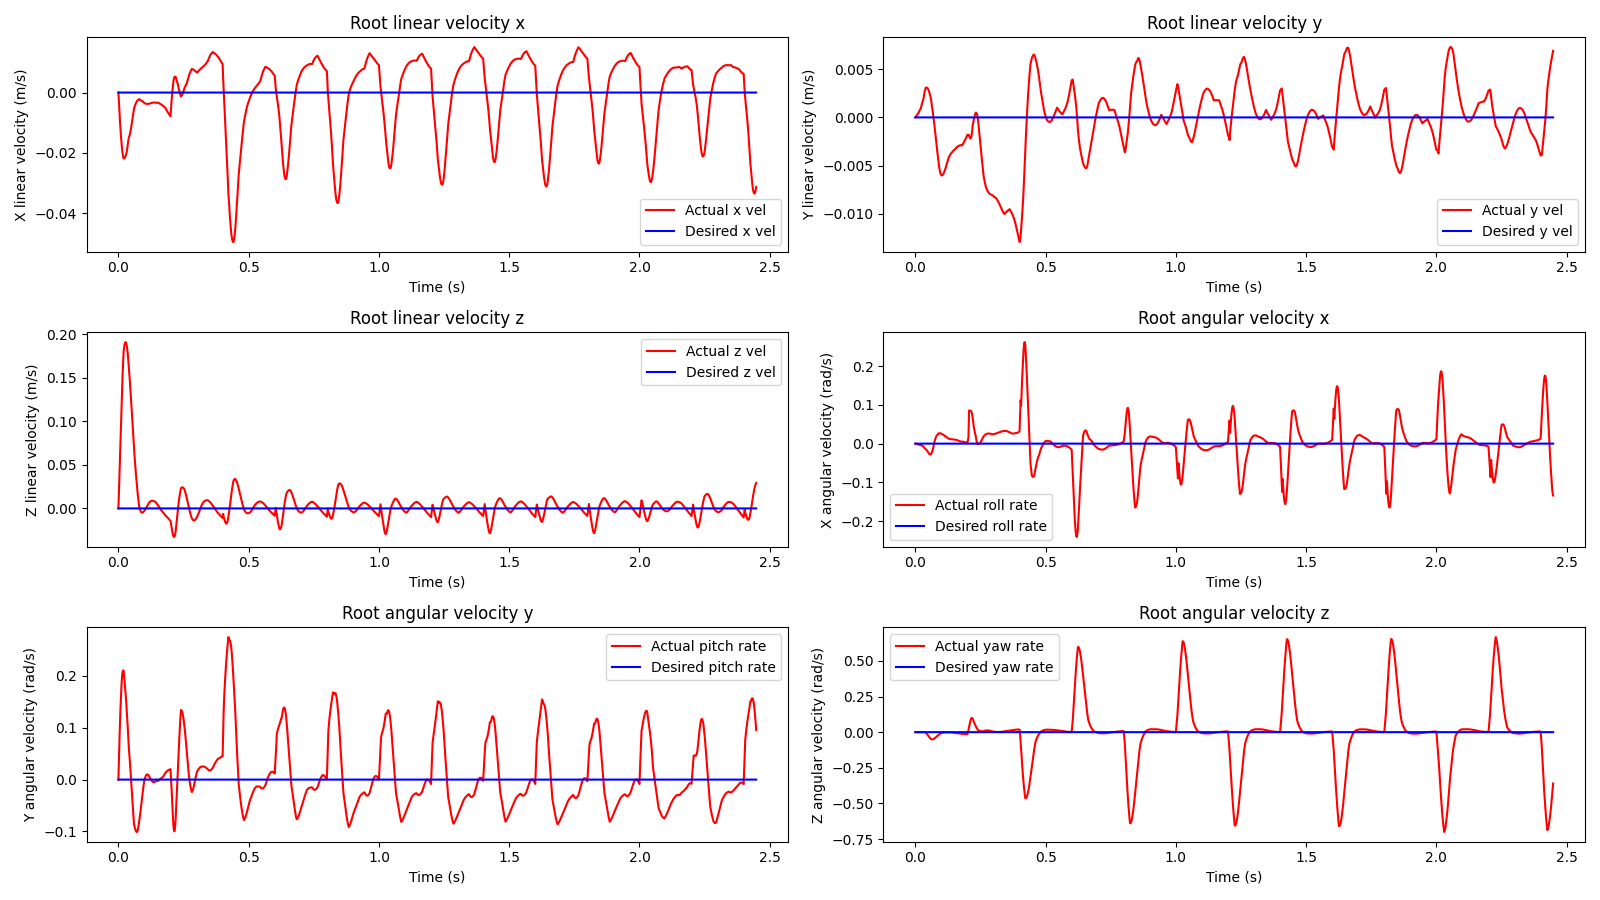 Root linear velocity x
X linear velocity (m/s)
0.00
−0.02
−0.04
Actual x vel
Desired x vel
0.0 0.5 1.0 1.5 2.0 2.5
Time (s)
Root linear velocity y
Y linear velocity (m/s)
0.005
0.000
−0.005
−0.010
Actual y vel
Desired y vel
0.0 0.5 1.0 1.5 2.0 2.5
Time (s)
Root linear velocity z
Z linear velocity (m/s)
0.20
0.15
0.10
0.05
0.00
Actual z vel
Desired z vel
0.0 0.5 1.0 1.5 2.0 2.5
Time (s)
Root angular velocity x
X angular velocity (rad/s)
0.2
0.1
0.0
−0.1
−0.2
Actual roll rate
Desired roll rate
0.0 0.5 1.0 1.5 2.0 2.5
Time (s)
Root angular velocity y
Y angular velocity (rad/s)
0.2
0.1
0.0
−0.1
Actual pitch rate
Desired pitch rate
0.0 0.5 1.0 1.5 2.0 2.5
Time (s)
Root angular velocity z
Z angular velocity (rad/s)
0.50
0.25
0.00
−0.25
−0.50
−0.75
Actual yaw rate
Desired yaw rate
0.0 0.5 1.0 1.5 2.0 2.5
Time (s)